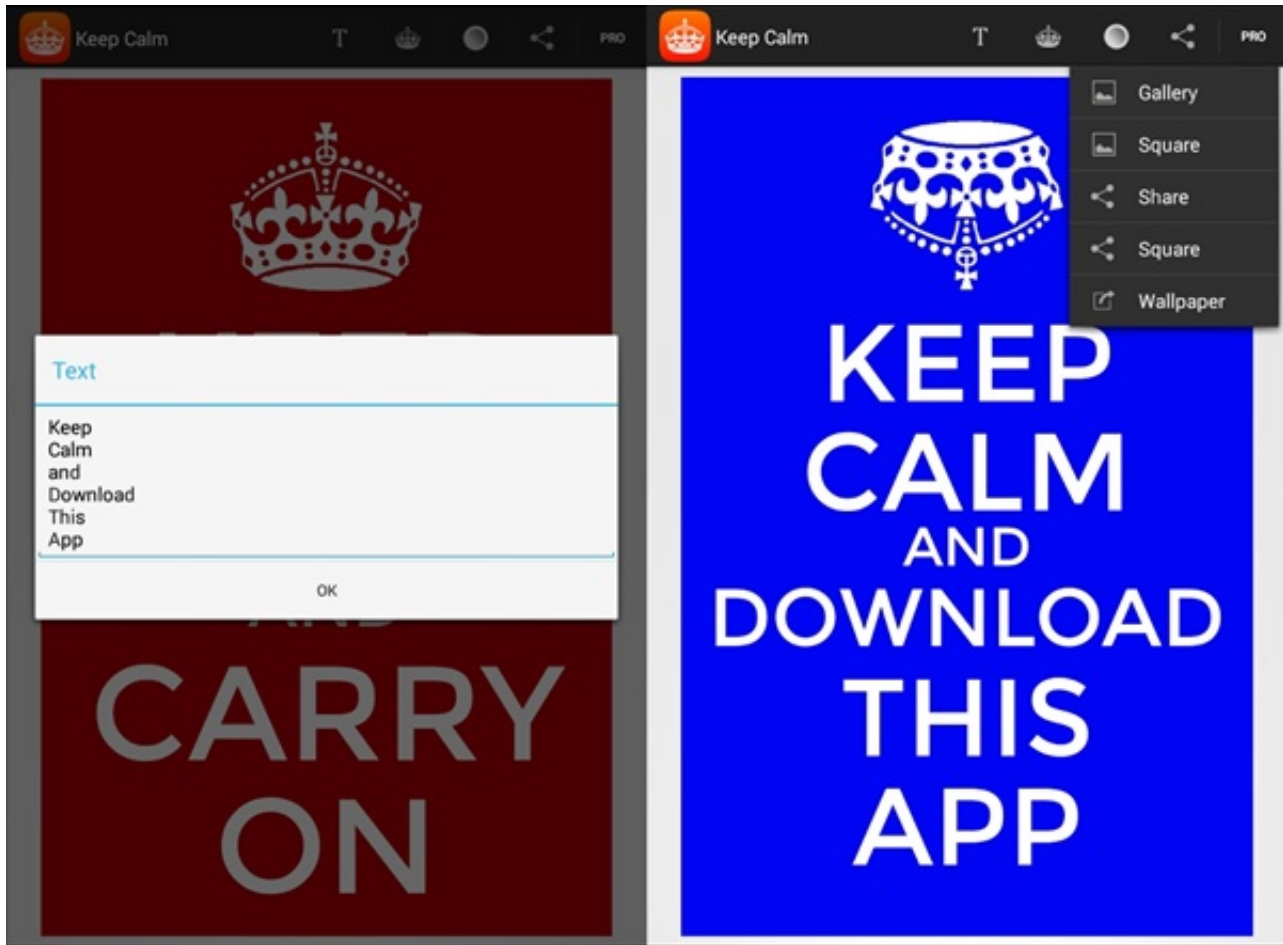 Keep Calm
T
PRO
Text
Keep
Calm
and
Download
This
App
OK
AND
CARRY
ON
Keep Calm
T
PRO
Gallery
Square
Share
Square
Wallpaper
KEEP
CALM
AND
DOWNLOAD
THIS
APP